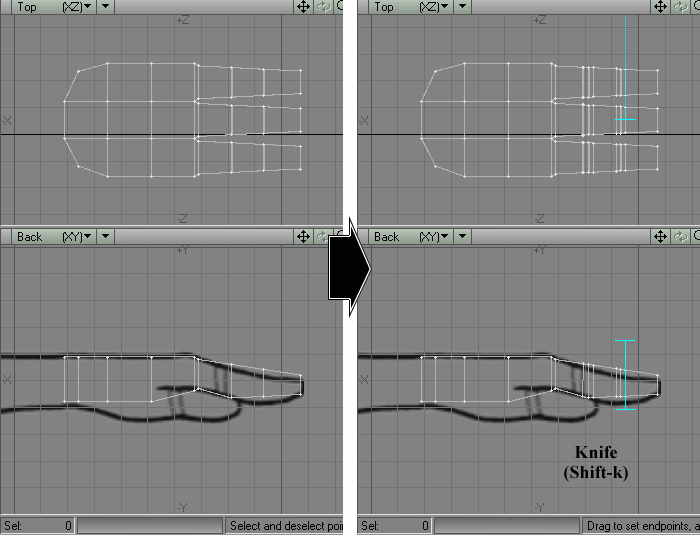 Top (XZ) Top (XZ)
+Z +Z
-X -X
-Z -Z
Back (XY) Back (XY)
+Y +Y
-X -X
Knife
(Shift-k)
-Y -Y
Sel: 0 Select and deselect poi Sel: 0 Drag to set endpoints, a